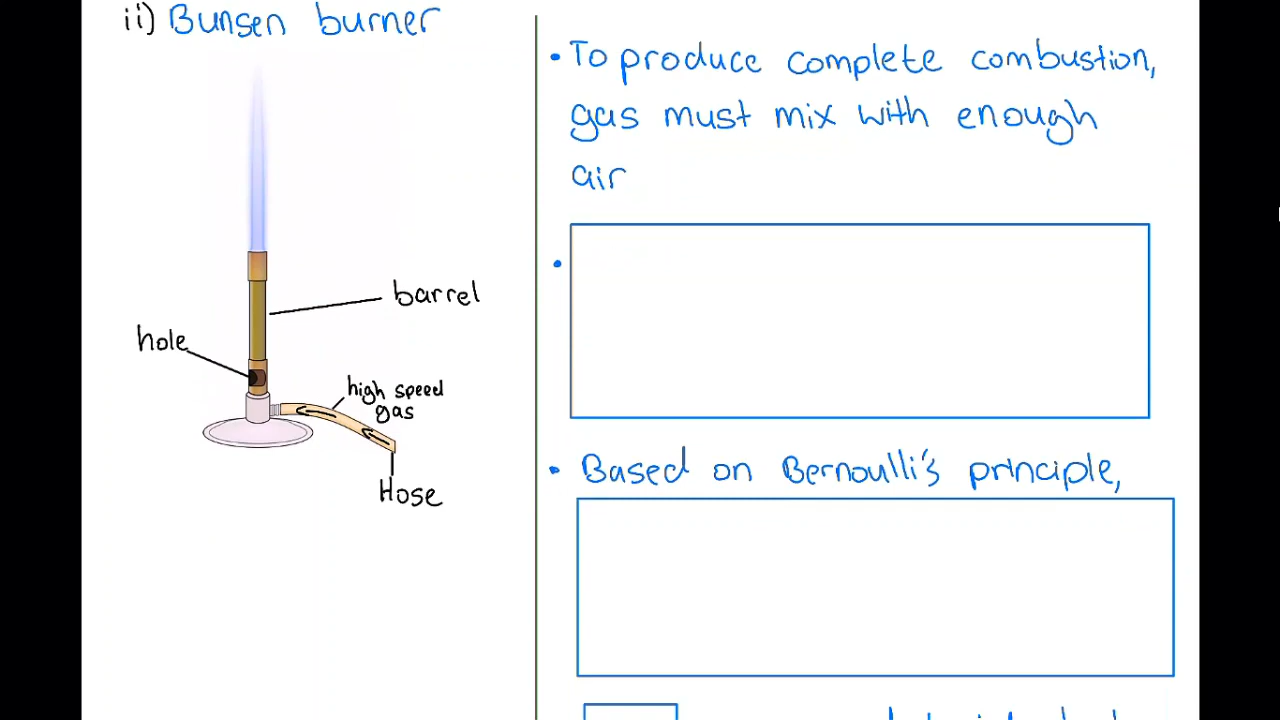 ii) Bunsen burner
barrel
hole
high speed
gas
Hose
• To produce complete combustion,
gas must mix with enough
air
•
• Based on Bernoulli's principle,